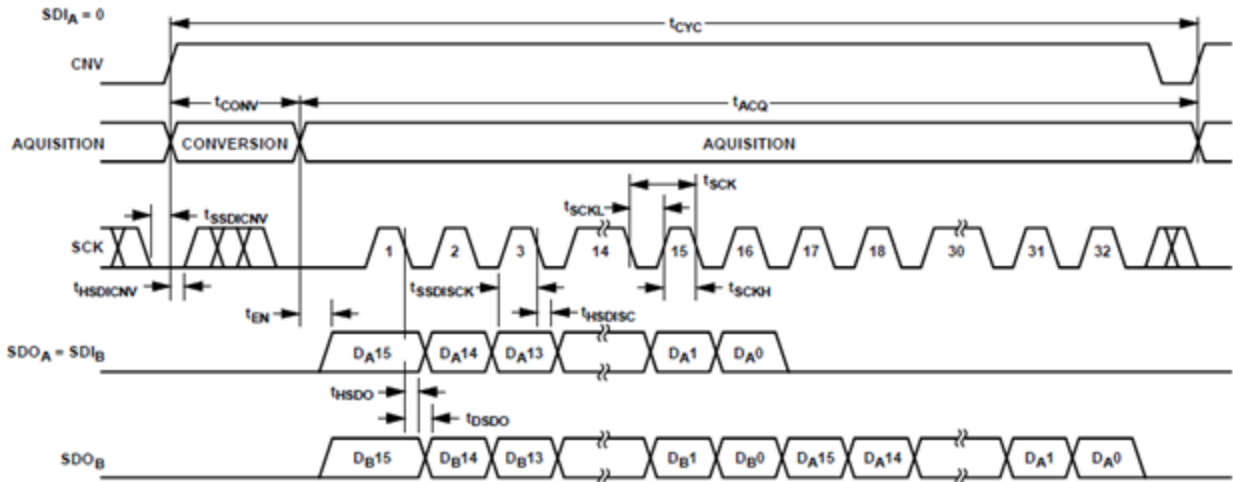 SDIA = 0
tCYC
CNV
tCONV
tACQ
AQUISITION
CONVERSION
AQUISITION
tSCK
tSSDICNV
tSCKL
SCK
1 2 3 14 15 16 17 18 30 31 32
tHSDICNV
tSSDISCK
tSCKH
tEN
tHSDISC
SDOA = SDIB
DA15 DA14 DA13 DA1 DA0
tHSDO
tDSDO
SDOB
DB15 DB14 DB13 DB1 DB0 DA15 DA14 DA1 DA0